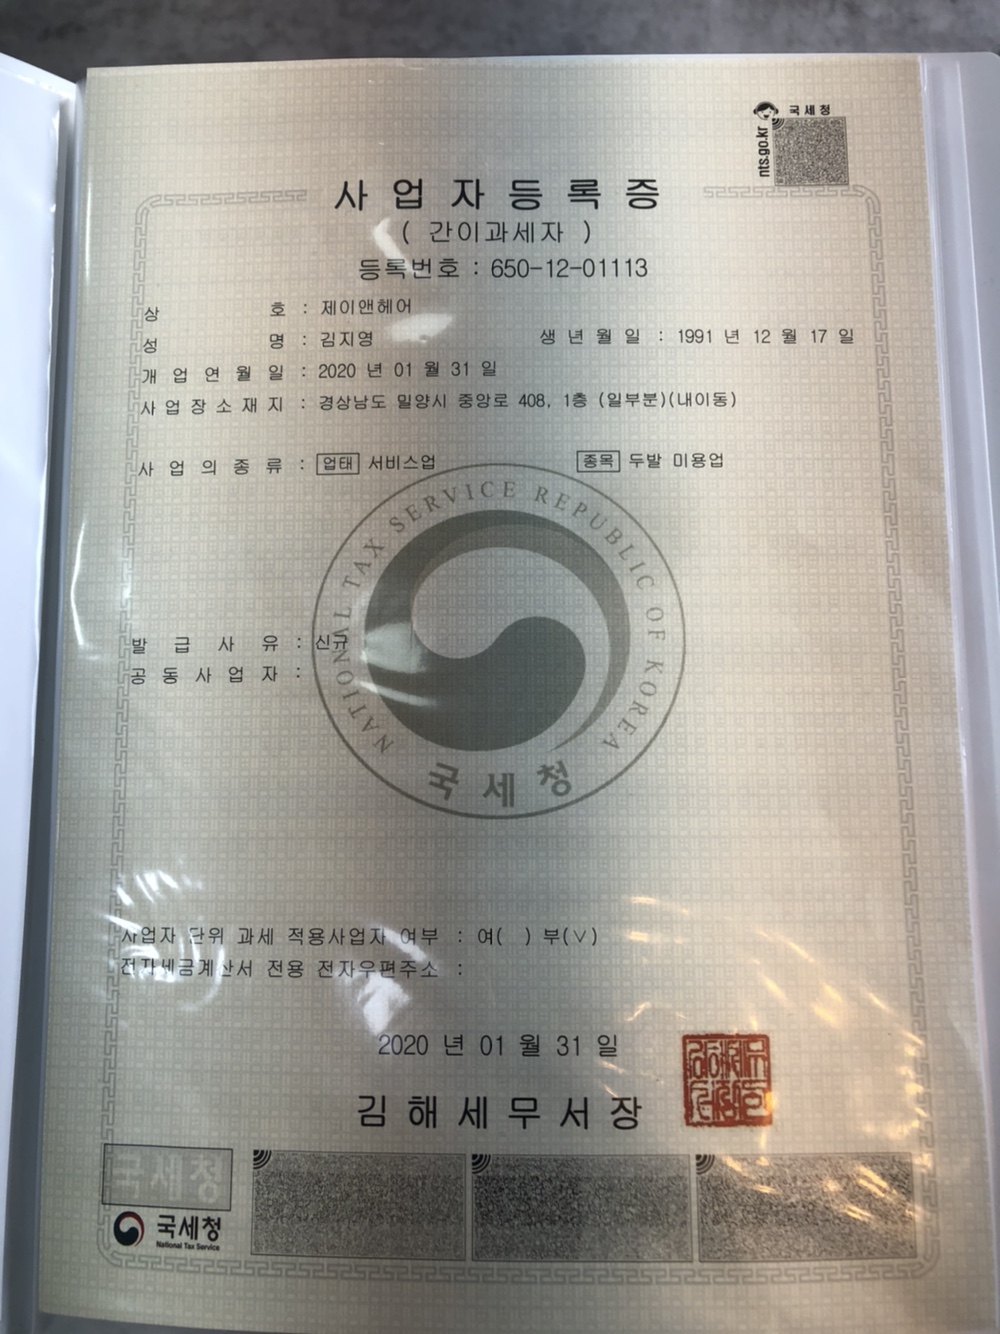 국세청
nts.go.kr
사업자등록증
( 간이과세자 )
등록번호 : 650-12-01113
상 호 : 제이앤헤어
성 명 : 김지영 생 년 월 일 : 1991 년 12 월 17 일
개 업 연 월 일 : 2020 년 01 월 31 일
사 업 장 소 재 지 : 경상남도 밀양시 중앙로 408, 1층 (일부분)(내이동)
사 업 의 종 류 : 업태 서비스업 종목 두발 미용업
NATIONAL TAX SERVICE REPUBLIC OF KOREA
발 급 사 유 : 신규
공 동 사 업 자 :
국세청
사업자 단위 과세 적용사업자 여부 : 여( ) 부(∨)
전자세금계산서 전용 전자우편주소 :
2020 년 01 월 31 일
김 해 세 무 서 장
국세청
국세청
National Tax Service